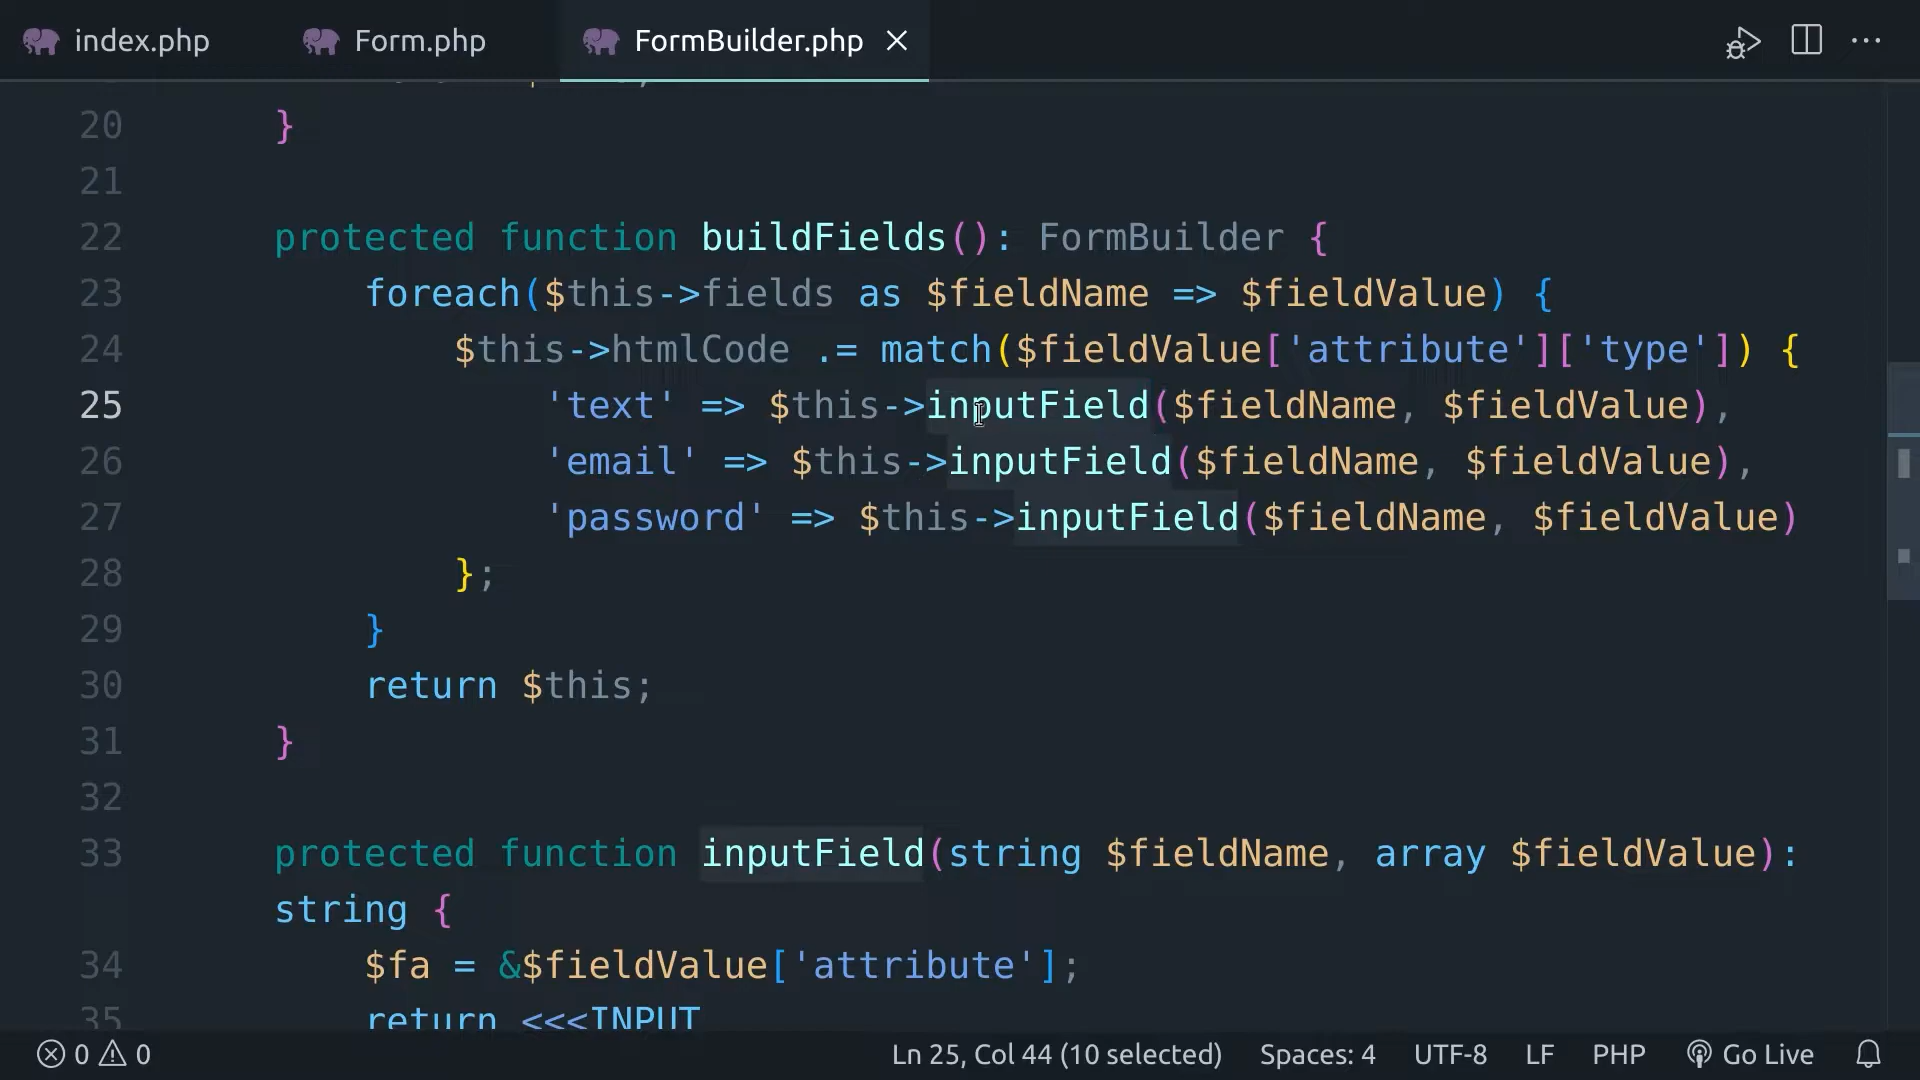 index.php Form.php FormBuilder.php
20 }
21
22 protected function buildFields(): FormBuilder {
23 foreach($this->fields as $fieldName => $fieldValue) {
24 $this->htmlCode .= match($fieldValue['attribute']['type']) {
25 'text' => $this->inputField($fieldName, $fieldValue),
26 'email' => $this->inputField($fieldName, $fieldValue),
27 'password' => $this->inputField($fieldName, $fieldValue)
28 };
29 }
30 return $this;
31 }
32
33 protected function inputField(string $fieldName, array $fieldValue):
string {
34 $fa = &$fieldValue['attribute'];
35 return <<<INPUT
0 0 Ln 25, Col 44 (10 selected) Spaces: 4 UTF-8 LF PHP Go Live